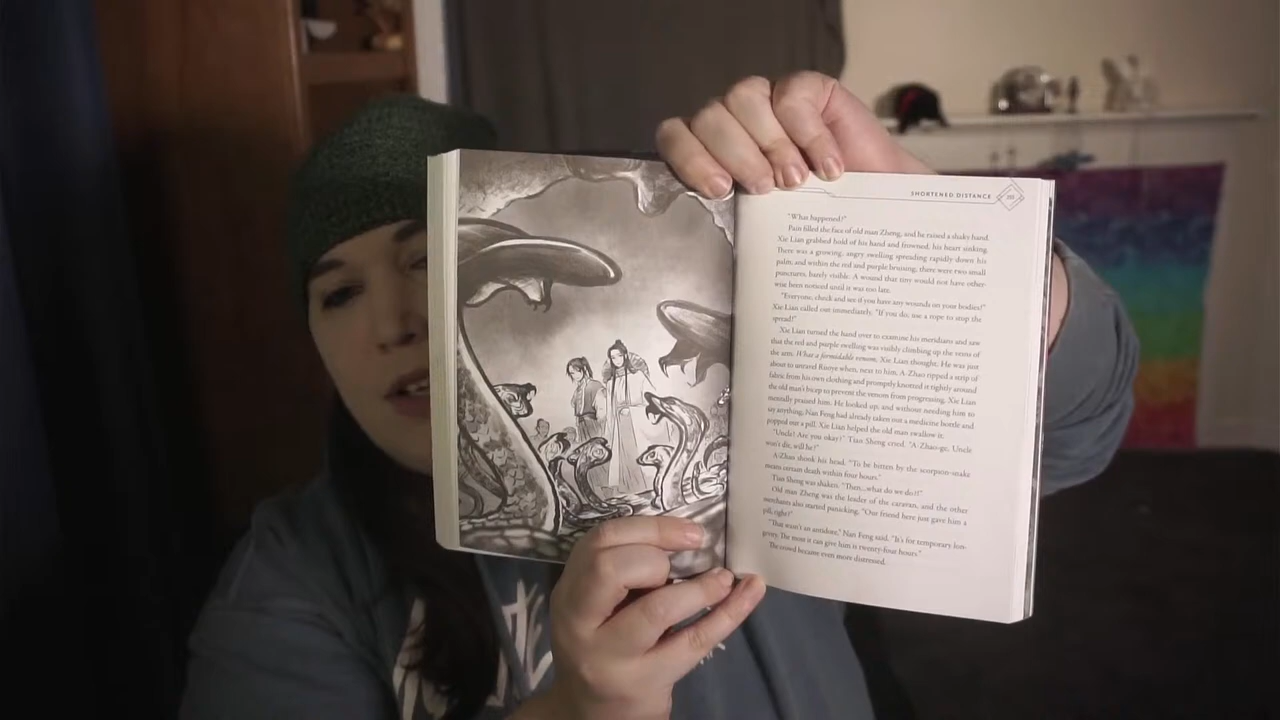 SHORTENED DISTANCE
"What happened?"
Pain filled the face of old man Zheng, and he raised a shaky hand.
Xie Lian grabbed hold of his hand and frowned, his heart sinking.
There was a growing, angry swelling spreading rapidly down his
palm, and within the red and purple bruising, there were two small
punctures, barely visible. A wound that tiny would not have other-
wise been noticed until it was too late.
"Everyone, check and see if you have any wounds on your bodies!"
Xie Lian called out immediately. "If you do, use a rope to stop the
spread!"
Xie Lian turned the hand over to examine his meridians and saw
that the red and purple swelling was visibly climbing up the veins of
the arm. What a formidable venom, Xie Lian thought. He was just
about to unravel Ruoye when, next to him, A-Zhao ripped a strip of
fabric from his own clothing and promptly knotted it tightly around
the old man's bicep to prevent the venom from progressing. Xie Lian
mentally praised him. He looked up, and without needing him to
say anything, Nan Feng had already taken out a medicine bottle and
popped out a pill. Xie Lian helped the old man swallow it.
"Uncle! Are you okay?" Tian Sheng cried. "A-Zhao-ge, Uncle
won't die, will he?"
A-Zhao shook his head. "To be bitten by the scorpion-snake
means certain death within four hours."
Tian Sheng was shaken. "Then...what do we do?!"
Old man Zheng was the leader of the caravan, and the other
merchants also started panicking. "Our friend here just gave him a
pill, right?"
"That wasn't an antidote," Nan Feng said. "It's for temporary lon-
gevity. The most it can give him is twenty-four hours."
The crowd became even more distressed.